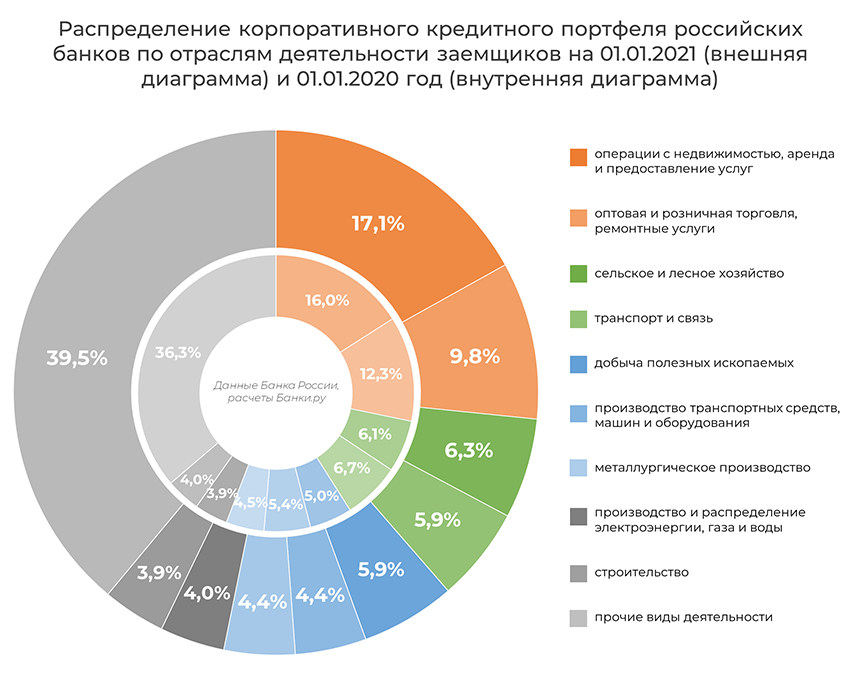 Распределение корпоративного кредитного портфеля российских
банков по отраслям деятельности заемщиков на 01.01.2021 (внешняя
диаграмма) и 01.01.2020 год (внутренняя диаграмма)
17,1%
9,8%
6,3%
5,9%
5,9%
4,4%
4,4%
4,0%
3,9%
39,5%
16,0%
12,3%
6,1%
6,7%
5,0%
5,4%
4,5%
3,9%
4,0%
36,3%
Данные Банка России,
расчеты Банки.ру
операции с недвижимостью, аренда
и предоставление услуг
оптовая и розничная торговля,
ремонтные услуги
сельское и лесное хозяйство
транспорт и связь
добыча полезных ископаемых
производство транспортных средств,
машин и оборудования
металлургическое производство
производство и распределение
электроэнергии, газа и воды
строительство
прочие виды деятельности